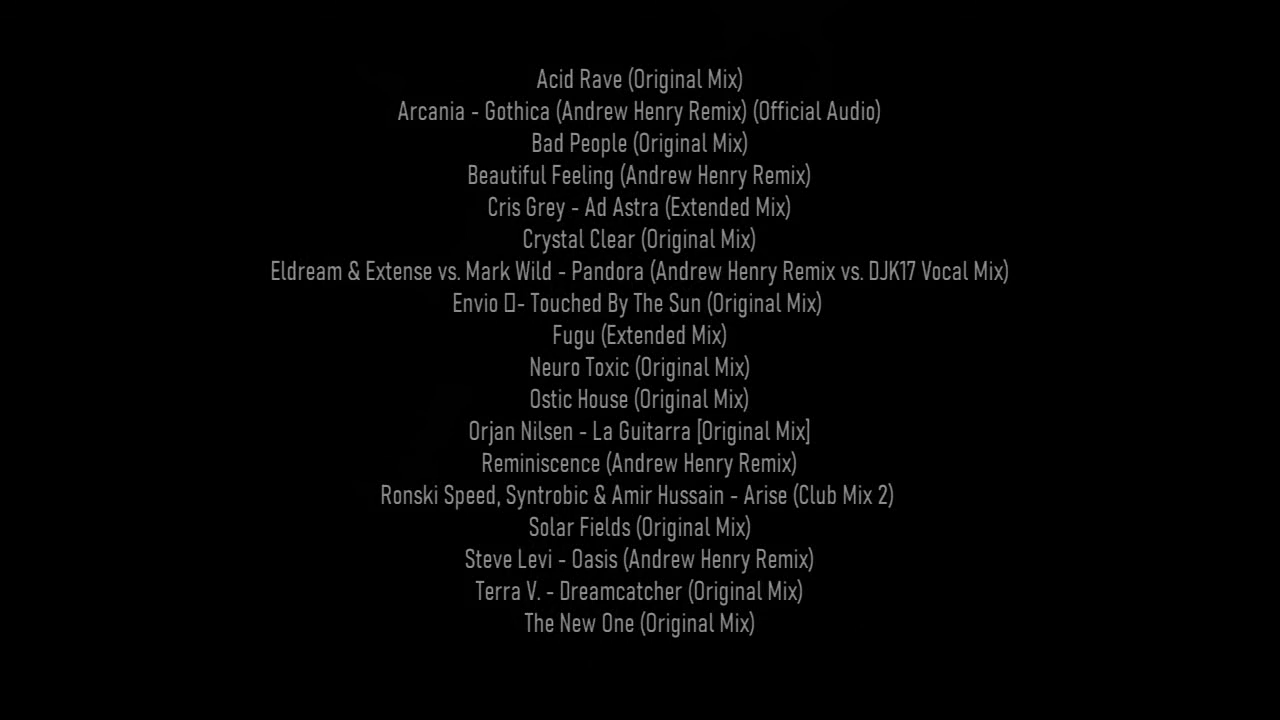 Acid Rave (Original Mix)
Arcania - Gothica (Andrew Henry Remix) (Official Audio)
Bad People (Original Mix)
Beautiful Feeling (Andrew Henry Remix)
Cris Grey - Ad Astra (Extended Mix)
Crystal Clear (Original Mix)
Eldream & Extense vs. Mark Wild - Pandora (Andrew Henry Remix vs. DJK17 Vocal Mix)
Envio ▯- Touched By The Sun (Original Mix)
Fugu (Extended Mix)
Neuro Toxic (Original Mix)
Ostic House (Original Mix)
Orjan Nilsen - La Guitarra [Original Mix]
Reminiscence (Andrew Henry Remix)
Ronski Speed, Syntrobic & Amir Hussain - Arise (Club Mix 2)
Solar Fields (Original Mix)
Steve Levi - Oasis (Andrew Henry Remix)
Terra V. - Dreamcatcher (Original Mix)
The New One (Original Mix)